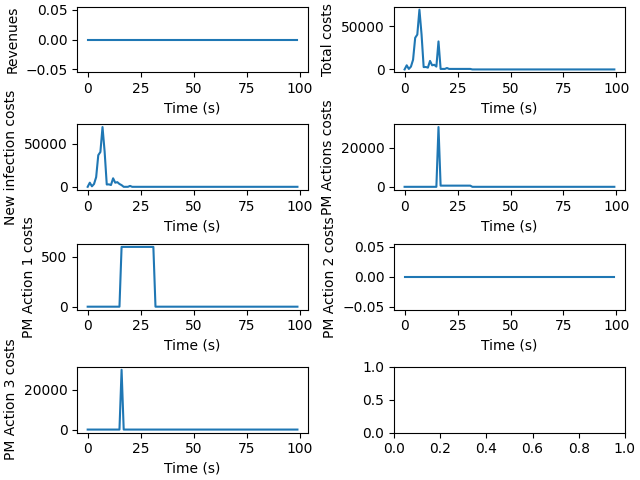 Revenues
0.05
0.00
−0.05
0 25 50 75 100
Time (s)
Total costs
50000
0
0 25 50 75 100
Time (s)
New infection costs
50000
0
0 25 50 75 100
Time (s)
PM Actions costs
20000
0
0 25 50 75 100
Time (s)
PM Action 1 costs
500
0
0 25 50 75 100
Time (s)
PM Action 2 costs
0.05
0.00
−0.05
0 25 50 75 100
Time (s)
PM Action 3 costs
20000
0
0 25 50 75 100
Time (s)
1.0
0.5
0.0
0.0 0.2 0.4 0.6 0.8 1.0